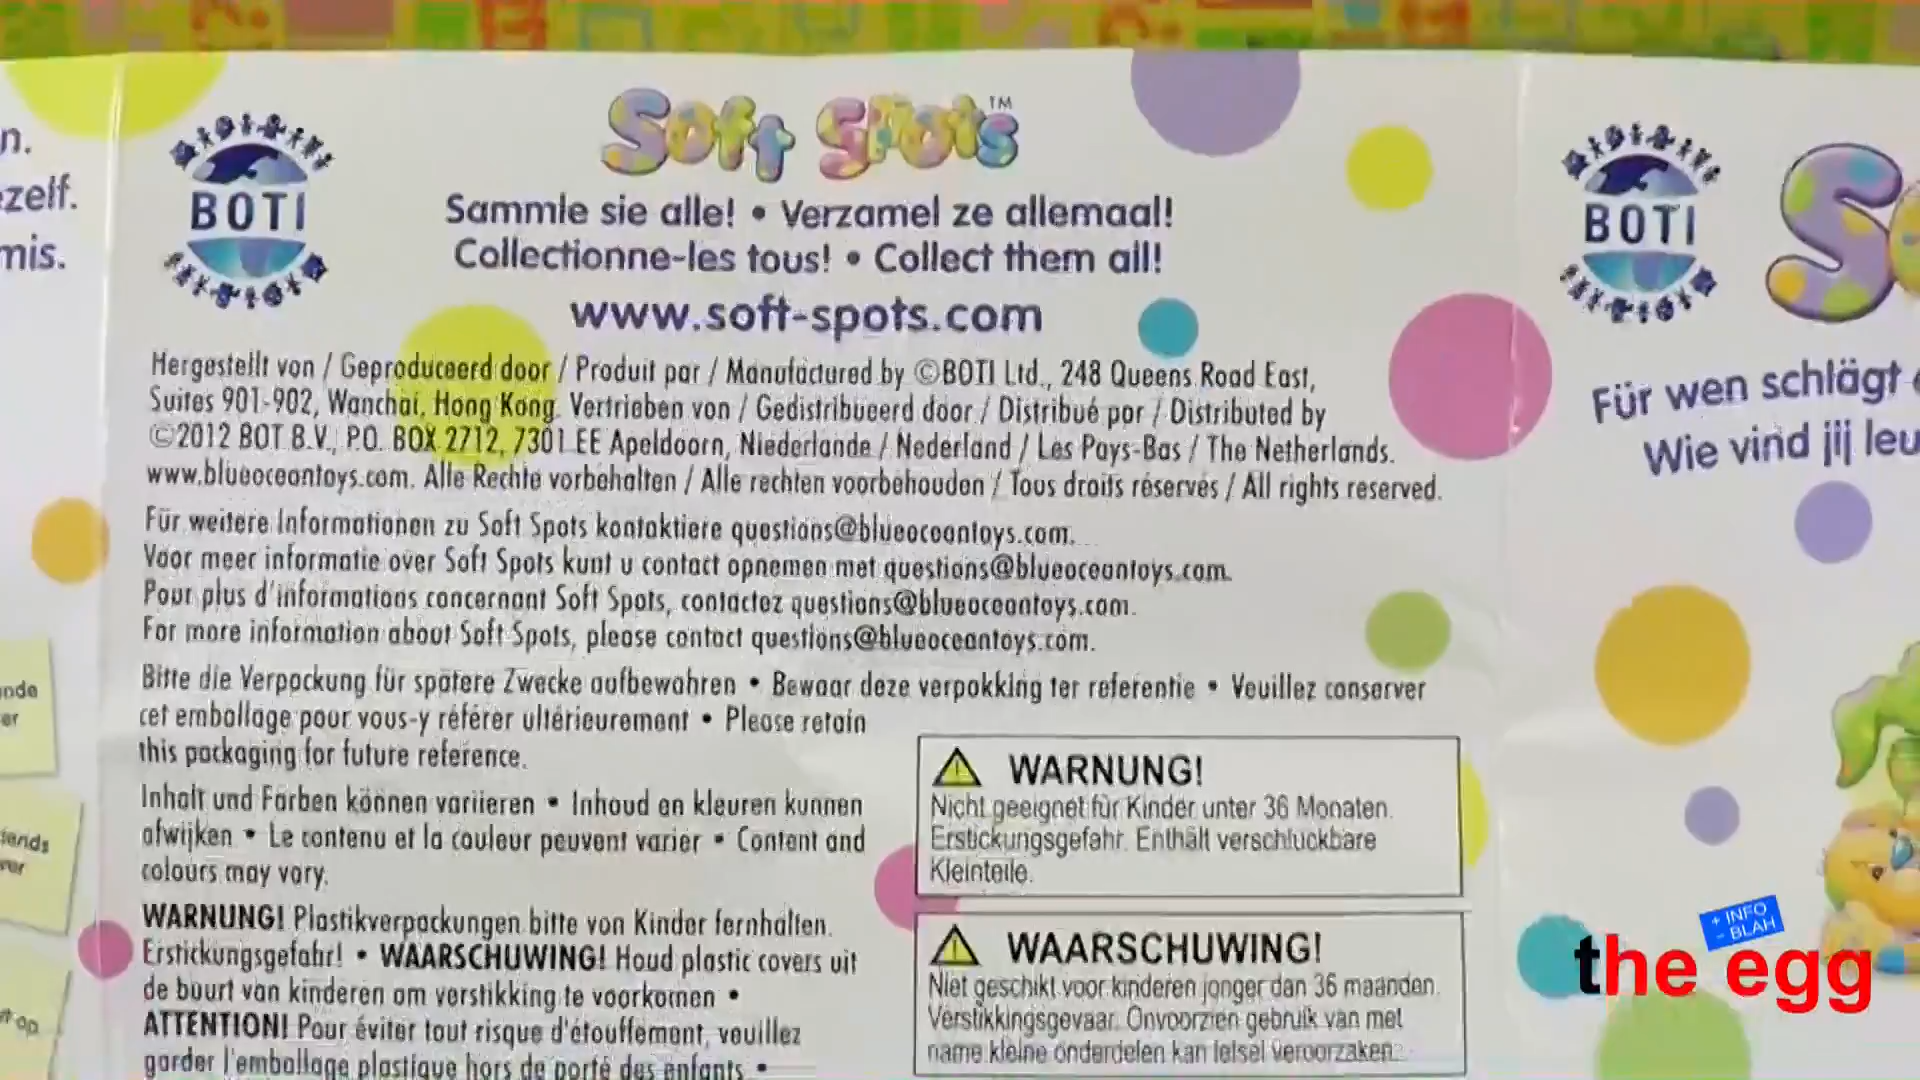 n.
zelf.
mis.
BOTI
Soft Spots™
Sammle sie alle! • Verzamel ze allemaal!
Collectionne-les tous! • Collect them all!
www.soft-spots.com
Hergestellt von / Geproduceerd door / Produit par / Manufactured by ©BOTI Ltd., 248 Queens Road East,
Suites 901-902, Wanchai, Hong Kong. Vertrieben von / Gedistribueerd door / Distribué par / Distributed by
©2012 BOT B.V., P.O. BOX 2712, 7301 EE Apeldoorn, Niederlande / Nederland / Les Pays-Bas / The Netherlands.
www.blueoceantoys.com. Alle Rechte vorbehalten / Alle rechten voorbehouden / Tous droits réservés / All rights reserved.
Für weitere Informationen zu Soft Spots kontaktiere questions@blueoceantoys.com.
Voor meer informatie over Soft Spots kunt u contact opnemen met questions@blueoceantoys.com.
Pour plus d'informations concernant Soft Spots, contactez questions@blueoceantoys.com.
For more information about Soft Spots, please contact questions@blueoceantoys.com.
Bitte die Verpackung für spätere Zwecke aufbewahren • Bewaar deze verpakking ter referentie • Veuillez conserver
cet emballage pour vous-y référer ultérieurement • Please retain
this packaging for future reference.
Inhalt und Farben können variieren • Inhoud en kleuren kunnen
afwijken • Le contenu et la couleur peuvent varier • Content and
colours may vary.
WARNUNG! Plastikverpackungen bitte von Kinder fernhalten.
Erstickungsgefahr! • WAARSCHUWING! Houd plastic covers uit
de buurt van kinderen om verstikking te voorkomen •
ATTENTION! Pour éviter tout risque d'étouffement, veuillez
garder l'emballage plastique hors de porté des enfants •
WARNUNG!
Nicht geeignet für Kinder unter 36 Monaten.
Erstickungsgefahr. Enthält verschluckbare
Kleinteile.
WAARSCHUWING!
Niet geschikt voor kinderen jonger dan 36 maanden.
Verstikkingsgevaar. Onvoorzien gebruik van met
name kleine onderdelen kan letsel veroorzaken.
BOTI
S
Für wen schlägt
Wie vind jij leu
+ INFO
- BLAH
the egg